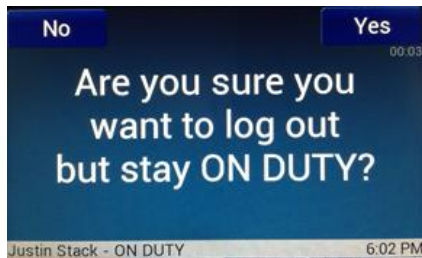 No Yes
00:03
Are you sure you
want to log out
but stay ON DUTY?
Justin Stack - ON DUTY 6:02 PM